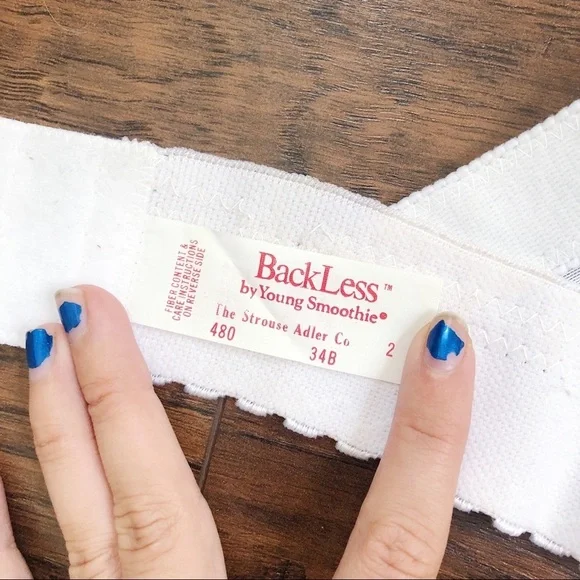 FIBER CONTENT &
CARE INSTRUCTIONS
ON REVERSE SIDE
BackLess™
by Young Smoothie®
The Strouse Adler Co
480 34B 2